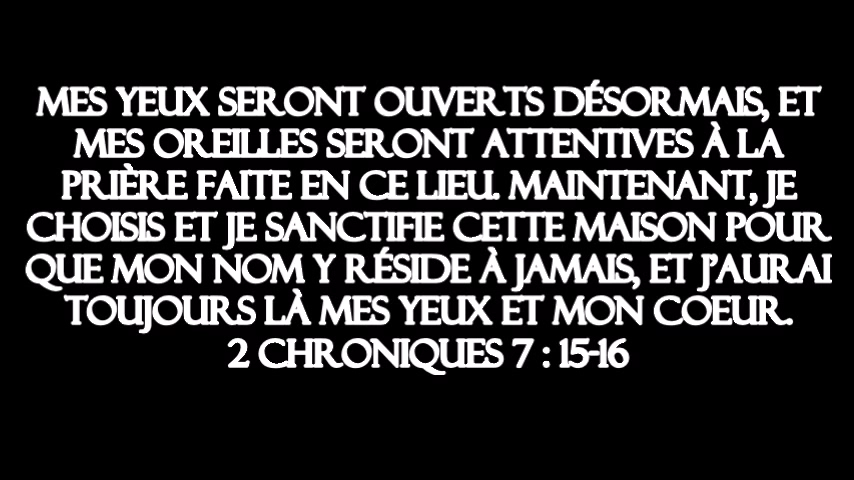 MES YEUX SERONT OUVERTS DÉSORMAIS, ET
MES OREILLES SERONT ATTENTIVES À LA
PRIÈRE FAITE EN CE LIEU. MAINTENANT, JE
CHOISIS ET JE SANCTIFIE CETTE MAISON POUR
QUE MON NOM Y RÉSIDE À JAMAIS, ET J'AURAI
TOUJOURS LÀ MES YEUX ET MON COEUR.
2 CHRONIQUES 7 : 15-16